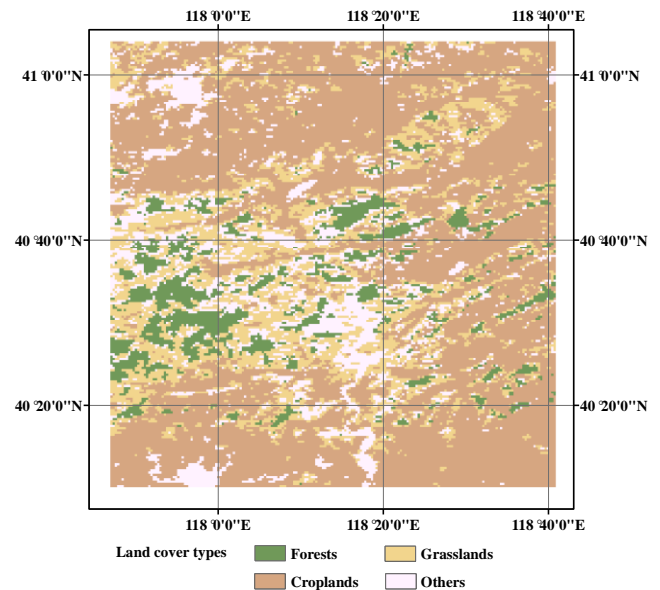 118°0'0"E 118°20'0"E 118°40'0"E
41°0'0"N 41°0'0"N
40°40'0"N 40°40'0"N
40°20'0"N 40°20'0"N
118°0'0"E 118°20'0"E 118°40'0"E
Land cover types Forests Grasslands
Croplands Others